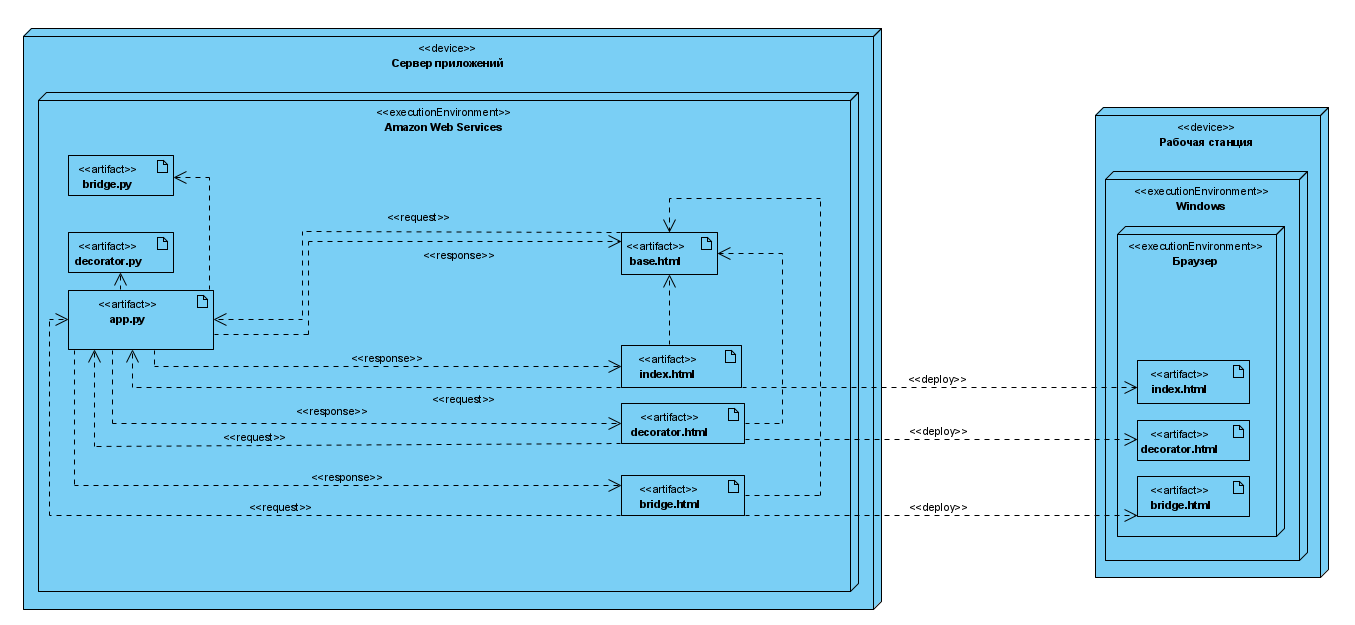 <<device>>
Сервер приложений
<<executionEnvironment>>
Amazon Web Services
<<artifact>>
bridge.py
<<artifact>>
decorator.py
<<artifact>>
app.py
<<request>>
<<response>>
<<artifact>>
base.html
<<response>>
<<artifact>>
index.html
<<request>>
<<response>>
<<artifact>>
decorator.html
<<request>>
<<response>>
<<artifact>>
bridge.html
<<request>>
<<deploy>>
<<deploy>>
<<deploy>>
<<device>>
Рабочая станция
<<executionEnvironment>>
Windows
<<executionEnvironment>>
Браузер
<<artifact>>
index.html
<<artifact>>
decorator.html
<<artifact>>
bridge.html